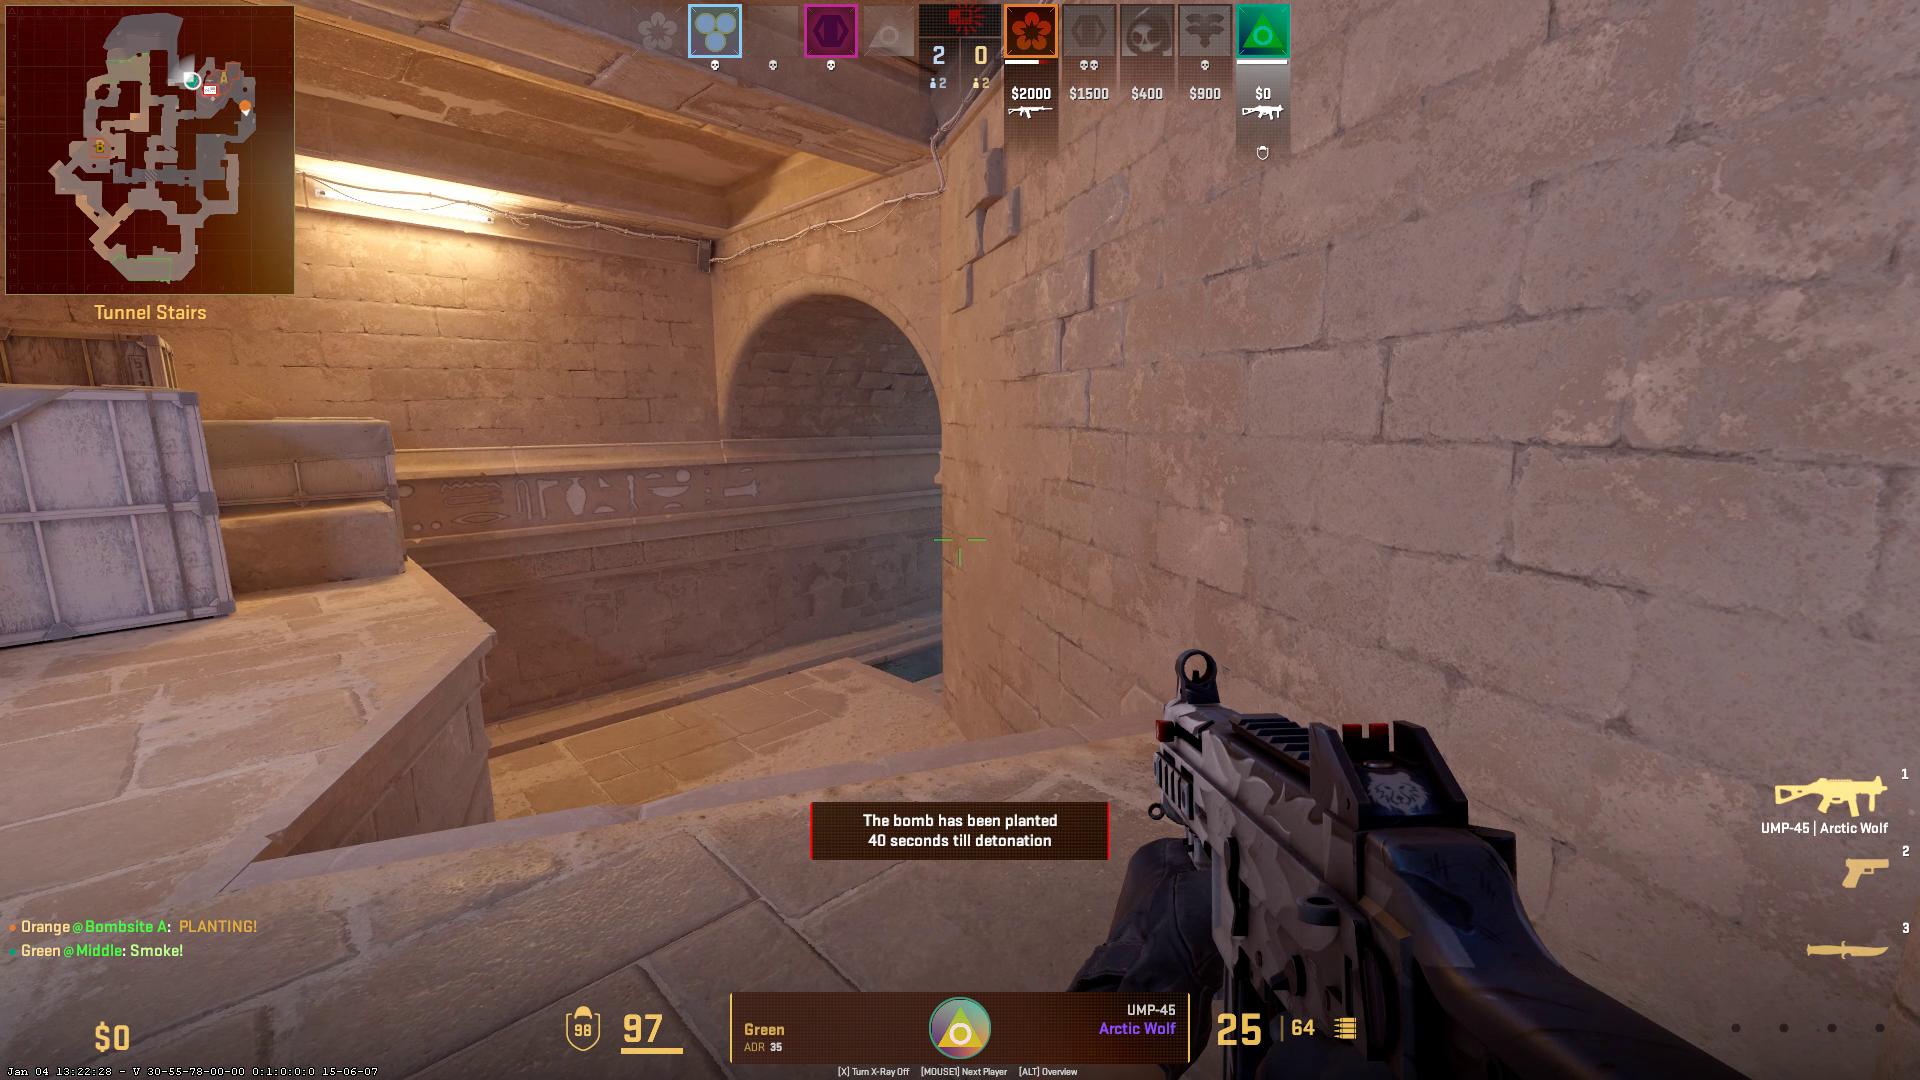 2
0
2
2
$2000
$1500
$400
$900
$0
A
B
Tunnel Stairs
The bomb has been planted
40 seconds till detonation
1
UMP-45 | Arctic Wolf
2
3
Orange @ Bombsite A: PLANTING!
Green @ Middle: Smoke!
$0
98
97
Green
ADR 35
UMP-45
Arctic Wolf
25 | 64
[X] Turn X-Ray Off [MOUSE1] Next Player [ALT] Overview
Jan 04 13:22:28 - V 30-55-78-00-00 0:1:0:0:0 15-06-07